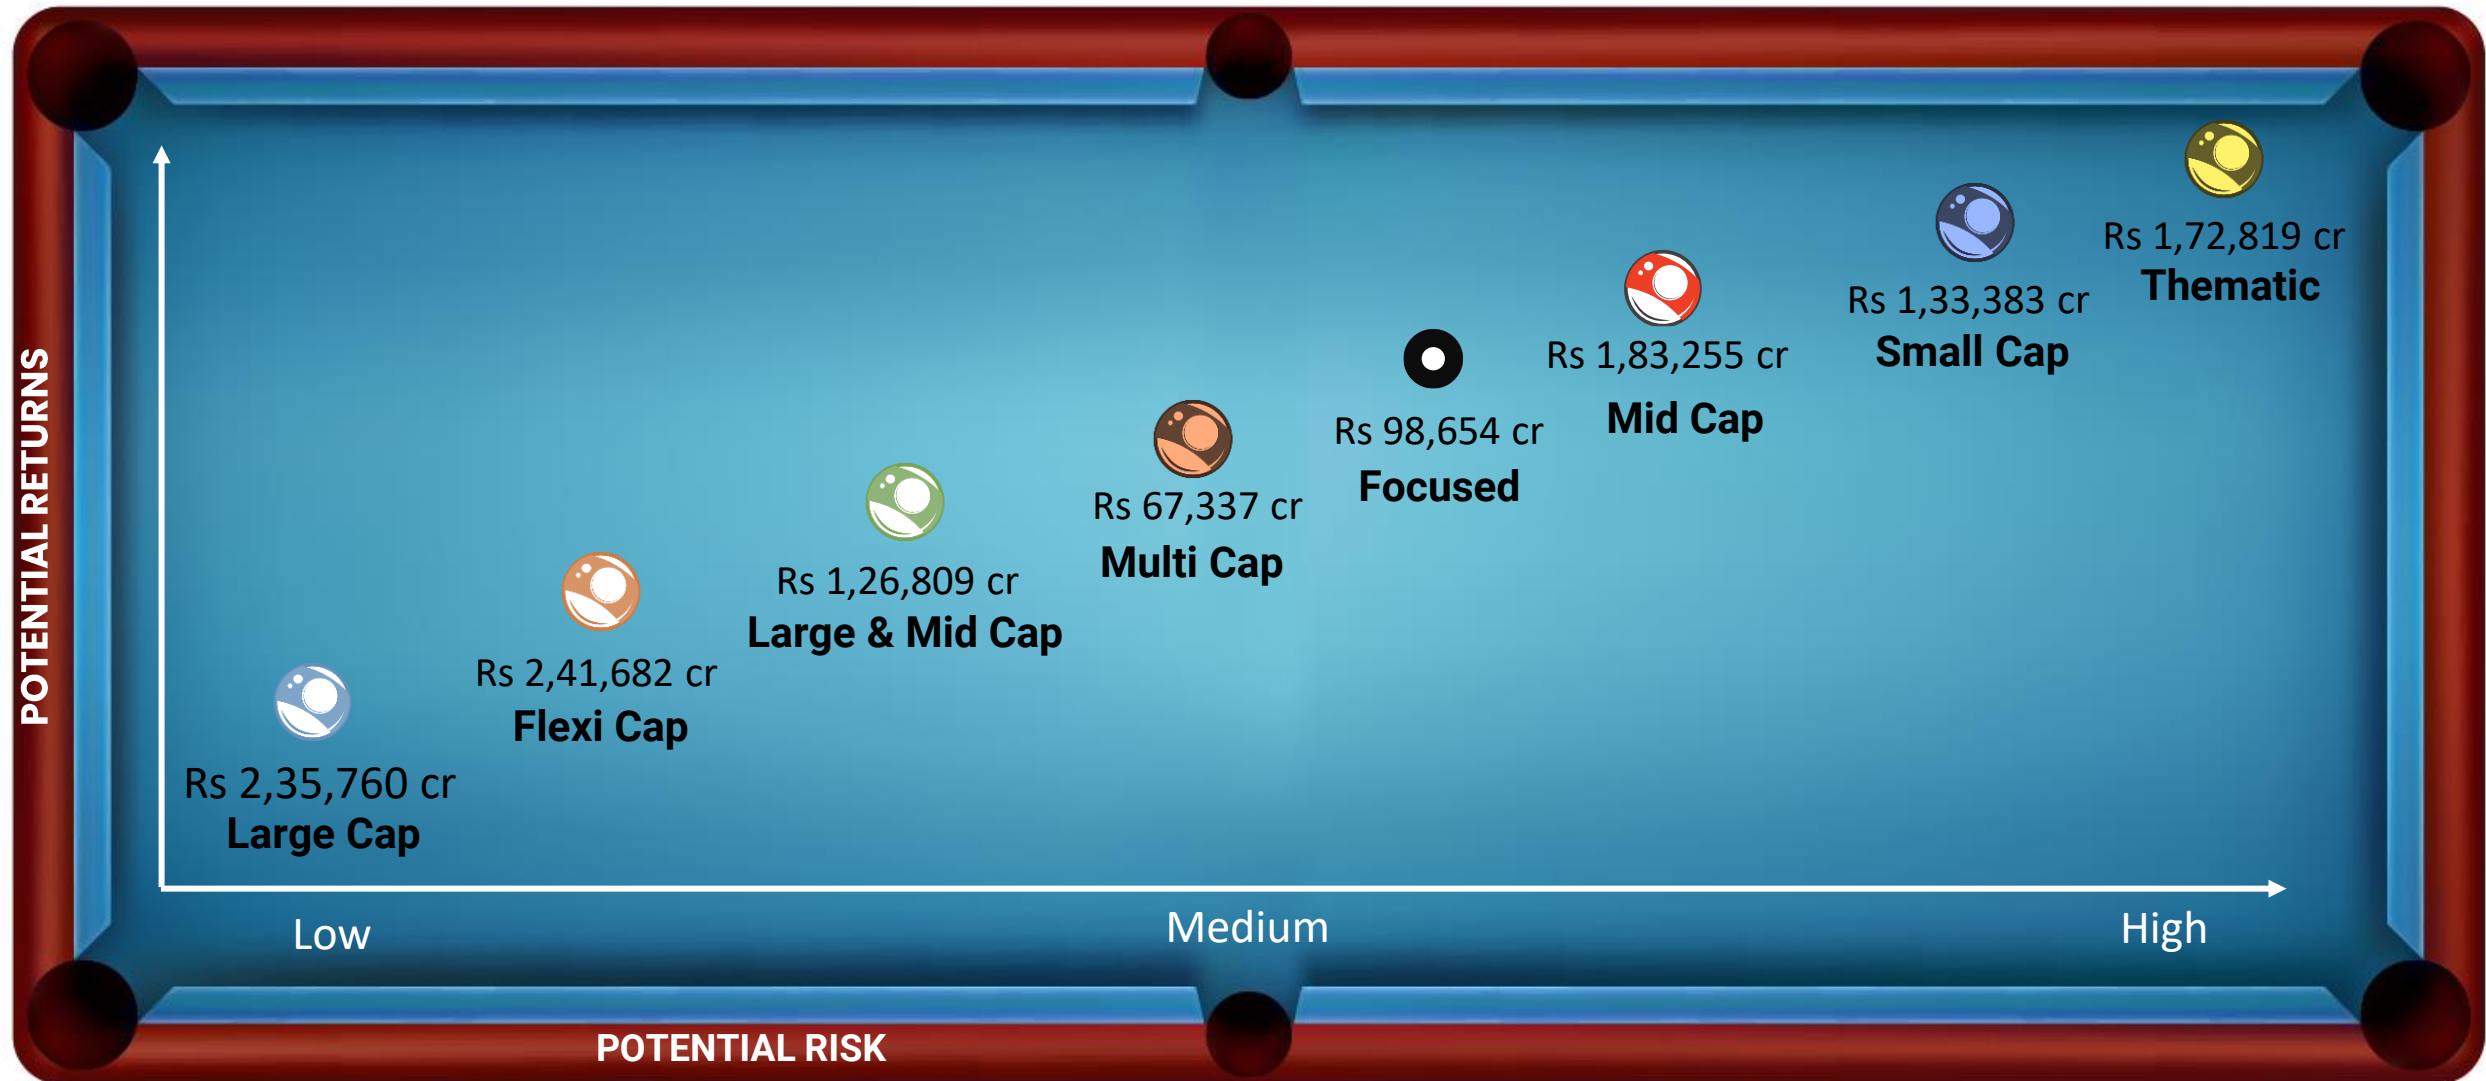 POTENTIAL RETURNS
Rs 2,35,760 cr
Large Cap
Rs 2,41,682 cr
Flexi Cap
Rs 1,26,809 cr
Large & Mid Cap
Rs 67,337 cr
Multi Cap
Rs 98,654 cr
Focused
Rs 1,83,255 cr
Mid Cap
Rs 1,33,383 cr
Small Cap
Rs 1,72,819 cr
Thematic
Low
Medium
High
POTENTIAL RISK